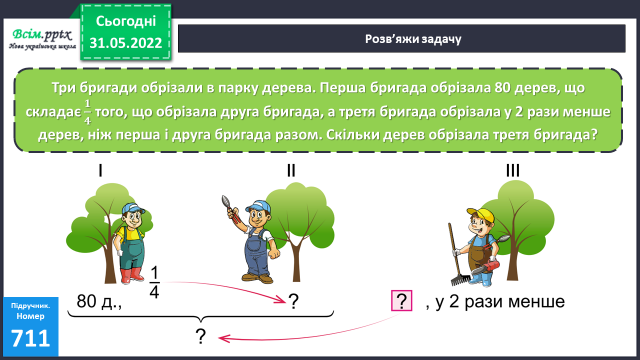 Всім.pptx
Нова українська школа
Сьогодні
31.05.2022
Розв’яжи задачу
Три бригади обрізали в парку дерева. Перша бригада обрізала 80 дерев, що
складає 1/4 того, що обрізала друга бригада, а третя бригада обрізала у 2 рази менше
дерев, ніж перша і друга бригада разом. Скільки дерев обрізала третя бригада?
I II III
80 д., 1/4 ? ? , у 2 рази менше
?
Підручник.
Номер
711